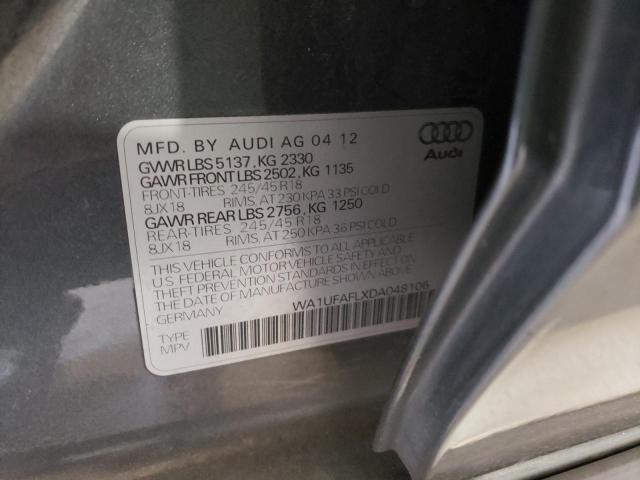 MFD. BY AUDI AG 04 12
GVWR LBS 5137, KG 2330
GAWR FRONT LBS 2502, KG 1135
FRONT-TIRES 245/45 R18
8JX18 RIMS, AT 230 KPA 33 PSI COLD
GAWR REAR LBS 2756, KG 1250
REAR-TIRES 245/45 R18
8JX18 RIMS, AT 250 KPA 36 PSI COLD
THIS VEHICLE CONFORMS TO ALL APPLICABLE
U.S. FEDERAL MOTOR VEHICLE SAFETY AND
THEFT PREVENTION STANDARDS IN EFFECT ON
THE DATE OF MANUFACTURE SHOWN ABOVE.
GERMANY
WA1UFAFLXDA048106
TYPE
MPV
Audi